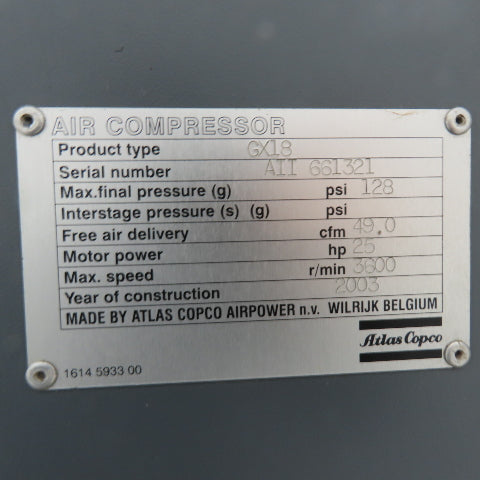 AIR COMPRESSOR
Product type GX18
Serial number AII 661321
Max.final pressure (g) psi 128
Interstage pressure (s) (g) psi
Free air delivery cfm 49.0
Motor power hp 25
Max. speed r/min 3600
Year of construction 2003
MADE BY ATLAS COPCO AIRPOWER n.v. WILRIJK BELGIUM
Atlas Copco
1614 5933 00